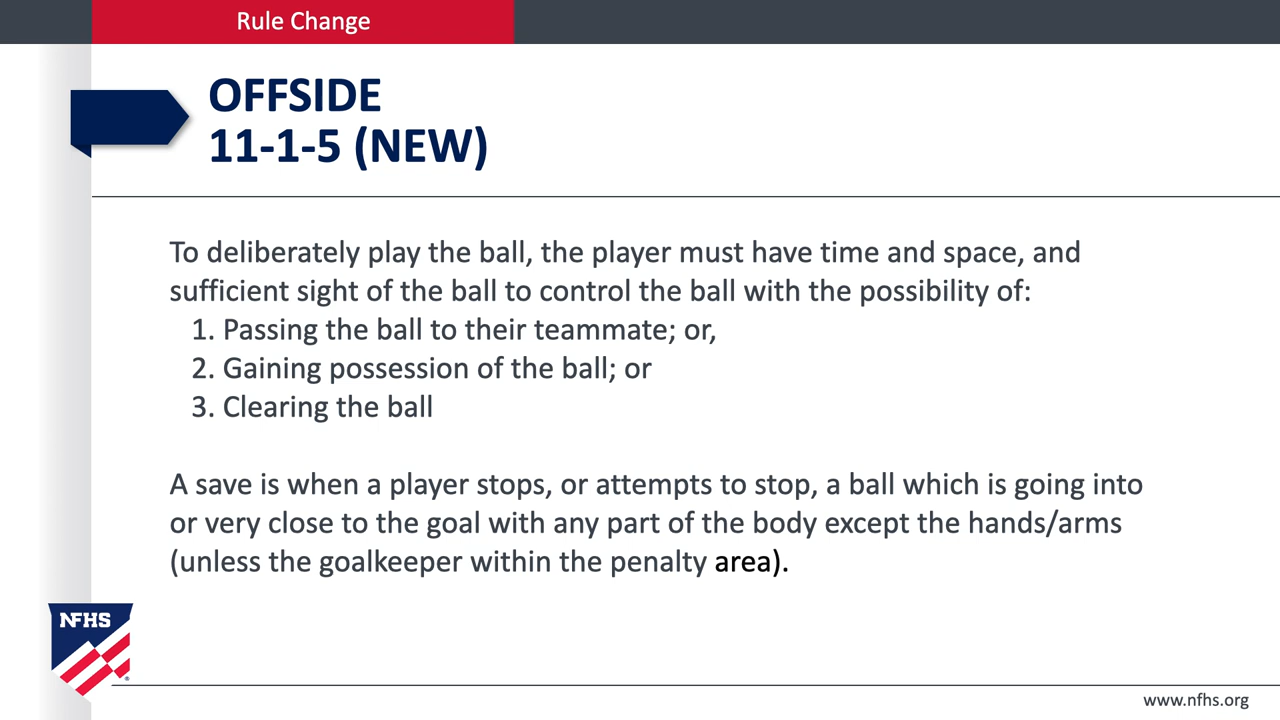 Rule Change
OFFSIDE
11-1-5 (NEW)
To deliberately play the ball, the player must have time and space, and
sufficient sight of the ball to control the ball with the possibility of:
1. Passing the ball to their teammate; or,
2. Gaining possession of the ball; or
3. Clearing the ball
A save is when a player stops, or attempts to stop, a ball which is going into
or very close to the goal with any part of the body except the hands/arms
(unless the goalkeeper within the penalty area).
NFHS
www.nfhs.org